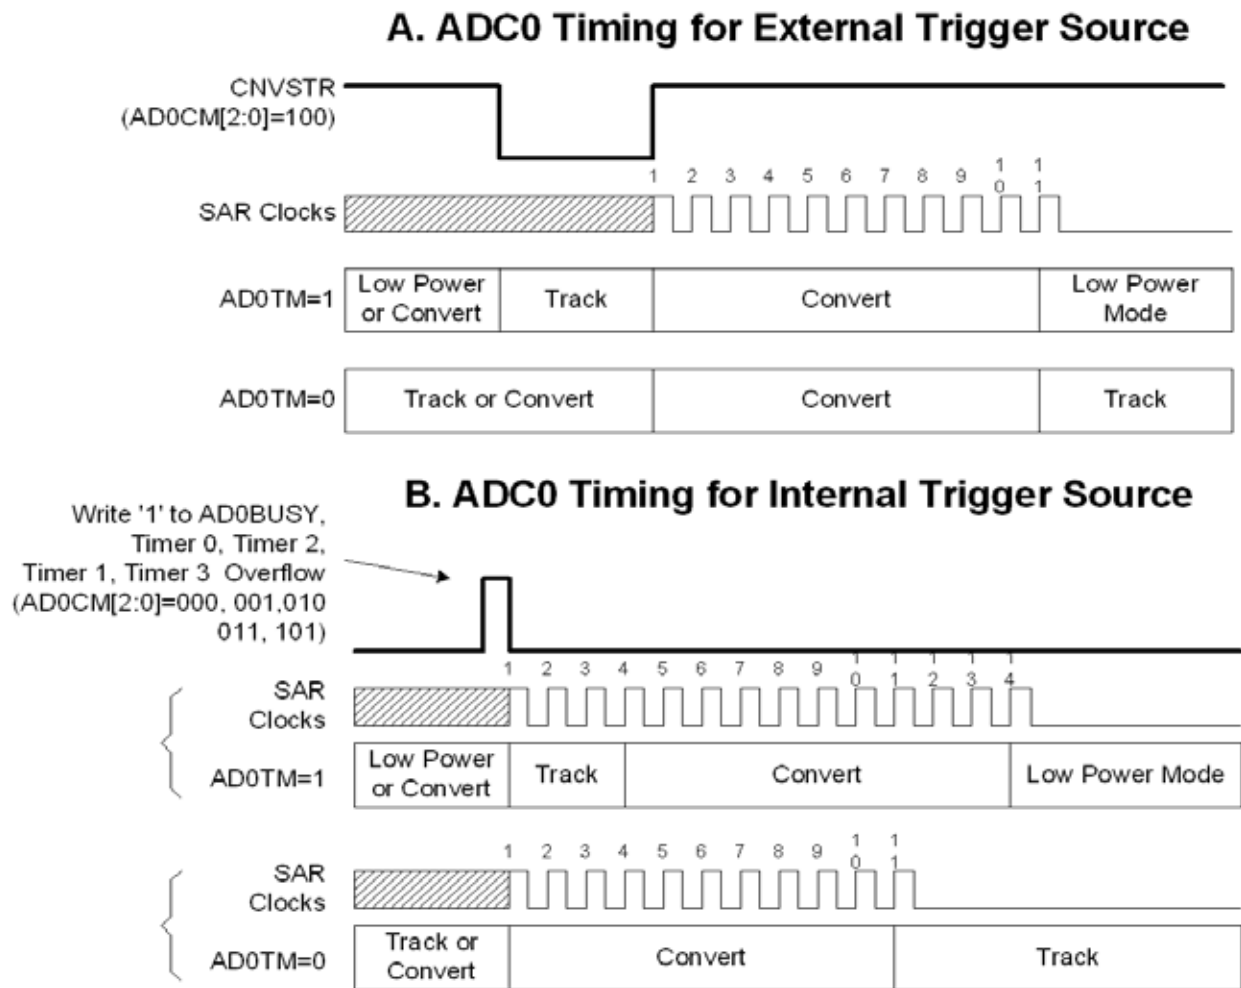 A. ADC0 Timing for External Trigger Source
CNVSTR
(AD0CM[2:0]=100)
1 2 3 4 5 6 7 8 9 10 11
SAR Clocks
AD0TM=1
Low Power
or Convert
Track
Convert
Low Power
Mode
AD0TM=0
Track or Convert
Convert
Track
B. ADC0 Timing for Internal Trigger Source
Write '1' to AD0BUSY,
Timer 0, Timer 2,
Timer 1, Timer 3 Overflow
(AD0CM[2:0]=000, 001,010
011, 101)
1 2 3 4 5 6 7 8 9 10 11 12 13 14
SAR
Clocks
AD0TM=1
Low Power
or Convert
Track
Convert
Low Power Mode
1 2 3 4 5 6 7 8 9 10 11
SAR
Clocks
AD0TM=0
Track or
Convert
Convert
Track